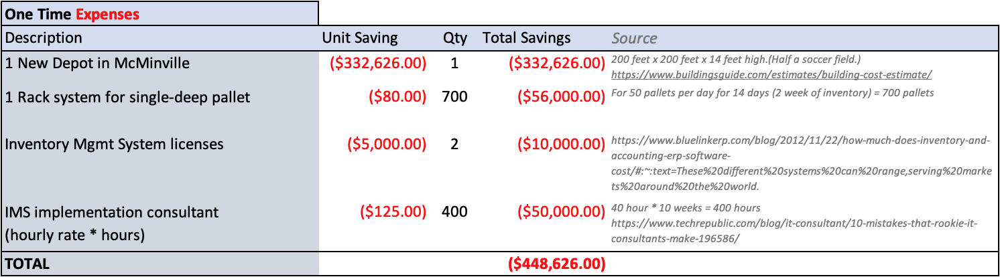 One Time Expenses
Description Unit Saving Qty Total Savings Source
1 New Depot in McMinville ($332,626.00) 1 ($332,626.00) 200 feet x 200 feet x 14 feet high.(Half a soccer field.)
https://www.buildingsguide.com/estimates/building-cost-estimate/
1 Rack system for single-deep pallet ($80.00) 700 ($56,000.00) For 50 pallets per day for 14 days (2 week of inventory) = 700 pallets
Inventory Mgmt System licenses ($5,000.00) 2 ($10,000.00) https://www.bluelinkerp.com/blog/2012/11/22/how-much-does-inventory-and-
accounting-erp-software-
cost/#:~:text=These%20different%20systems%20can%20range,serving%20marke
ts%20around%20the%20world.
IMS implementation consultant ($125.00) 400 ($50,000.00) 40 hour * 10 weeks = 400 hours
(hourly rate * hours) https://www.techrepublic.com/blog/it-consultant/10-mistakes-that-rookie-it-
consultants-make-196586/
TOTAL ($448,626.00)